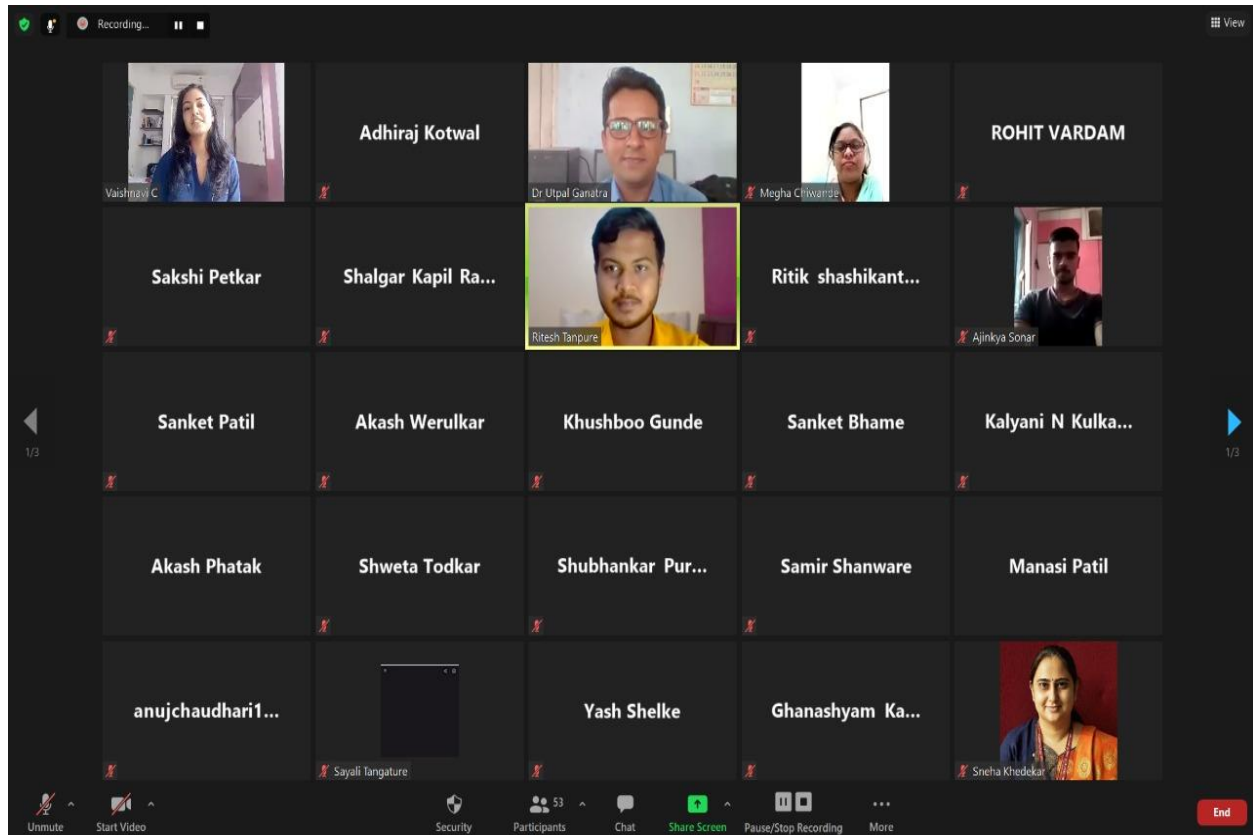 Recording...
View
Vaishnavi C
Adhiraj Kotwal
Dr Utpal Ganatra
Megha Chiwande
ROHIT VARDAM
Sakshi Petkar
Shalgar Kapil Ra...
Ritesh Tanpure
Ritik shashikant...
Ajinkya Sonar
Sanket Patil
Akash Werulkar
Khushboo Gunde
Sanket Bhame
Kalyani N Kulka...
1/3
1/3
Akash Phatak
Shweta Todkar
Shubhankar Pur...
Samir Shanware
Manasi Patil
anujchaudhari1...
Sayali Tangature
Yash Shelke
Ghanashyam Ka...
Sneha Khedekar
Unmute
Start Video
Security
53
Participants
Chat
Share Screen
Pause/Stop Recording
More
End